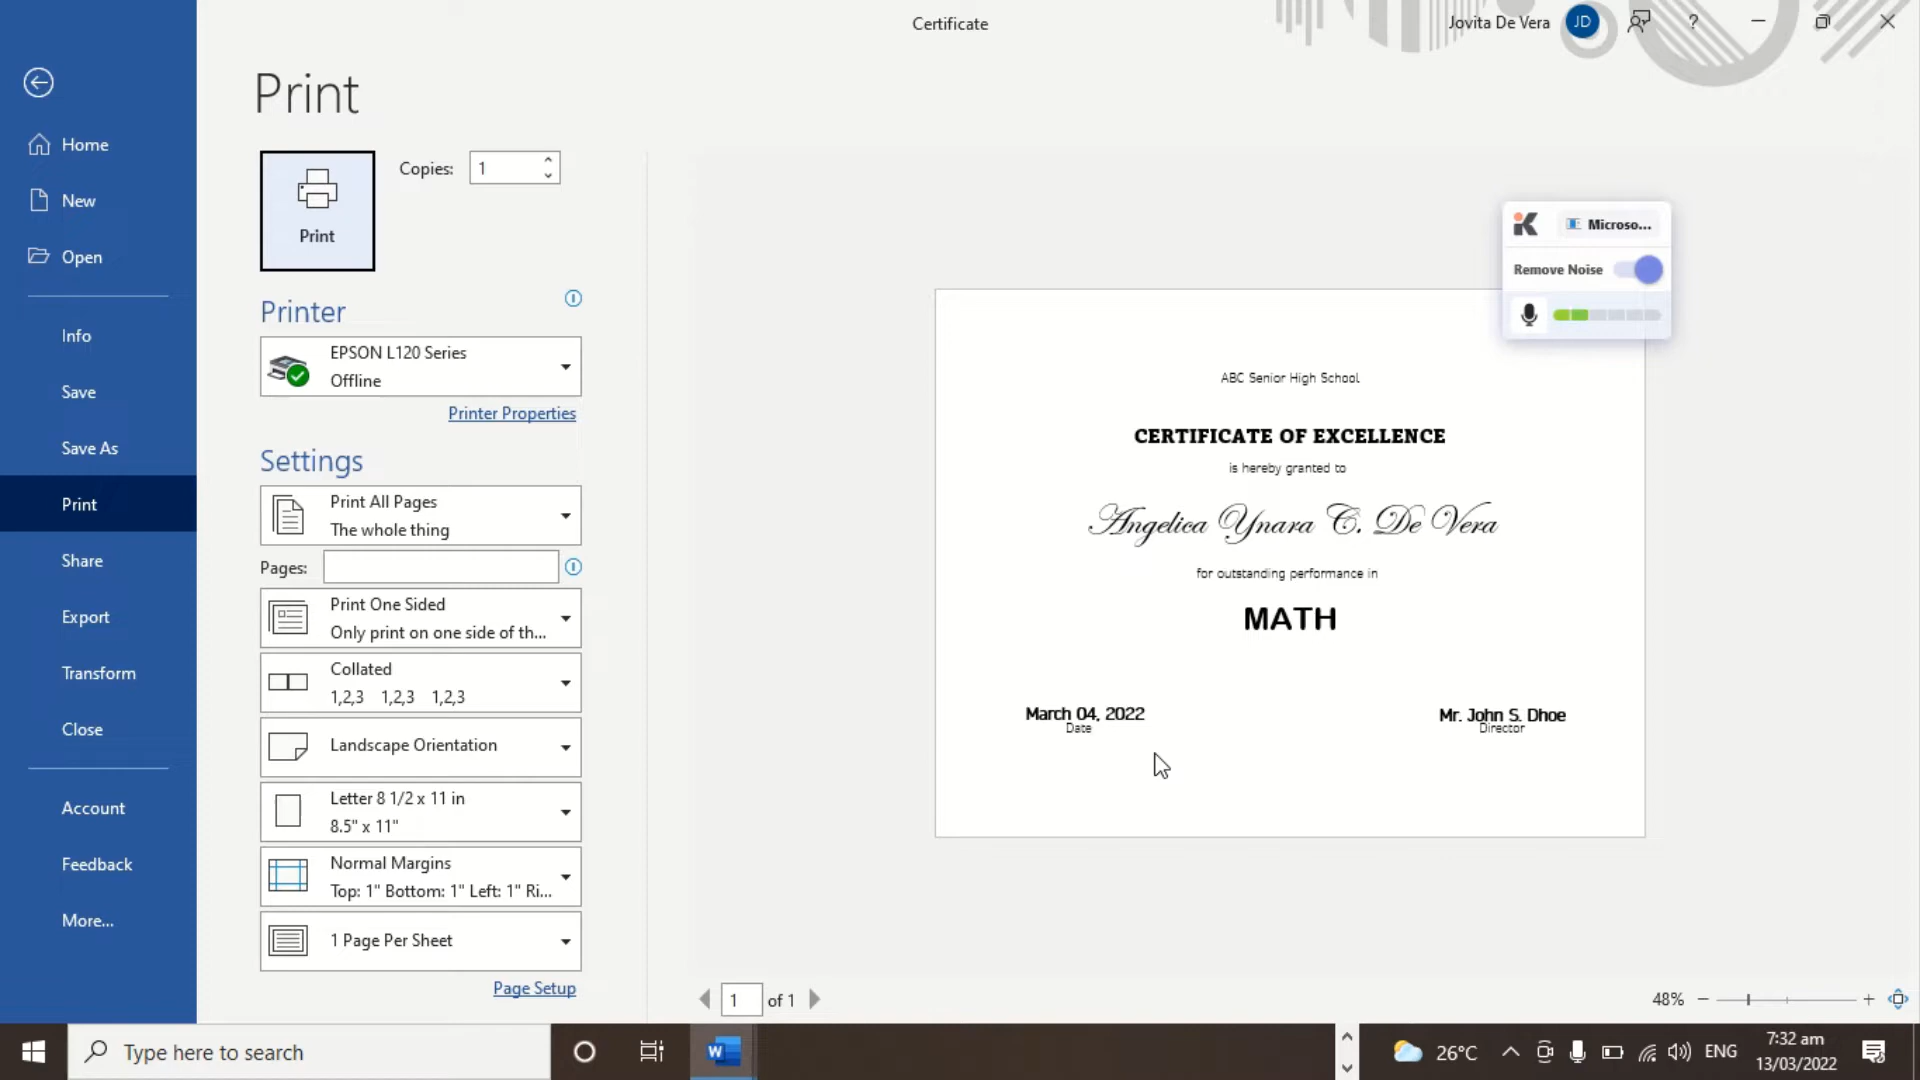 Certificate
Jovita De Vera
JD
?
Print
Home
New
Open
Info
Save
Save As
Print
Share
Export
Transform
Close
Account
Feedback
More...
Print
Copies:
1
Printer
EPSON L120 Series
Offline
Printer Properties
Settings
Print All Pages
The whole thing
Pages:
Print One Sided
Only print on one side of th...
Collated
1,2,3 1,2,3 1,2,3
Landscape Orientation
Letter 8 1/2 x 11 in
8.5" x 11"
Normal Margins
Top: 1" Bottom: 1" Left: 1" Ri...
1 Page Per Sheet
Page Setup
Microso...
Remove Noise
ABC Senior High School
CERTIFICATE OF EXCELLENCE
is hereby granted to
Angelica Ynara C. De Vera
for outstanding performance in
MATH
March 04, 2022
Date
Mr. John S. Dhoe
Director
1 of 1
48%
Type here to search
W
26°C
ENG
7:32 am
13/03/2022